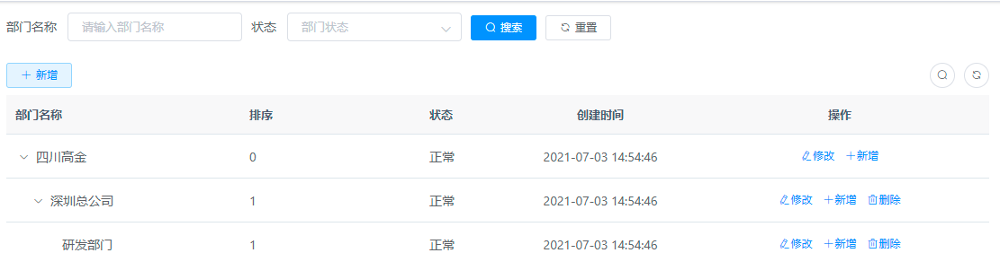 部门名称 请输入部门名称 状态 部门状态 搜索 重置
新增
部门名称 排序 状态 创建时间 操作
四川高金 0 正常 2021-07-03 14:54:46 修改 新增
深圳总公司 1 正常 2021-07-03 14:54:46 修改 新增 删除
研发部门 1 正常 2021-07-03 14:54:46 修改 新增 删除